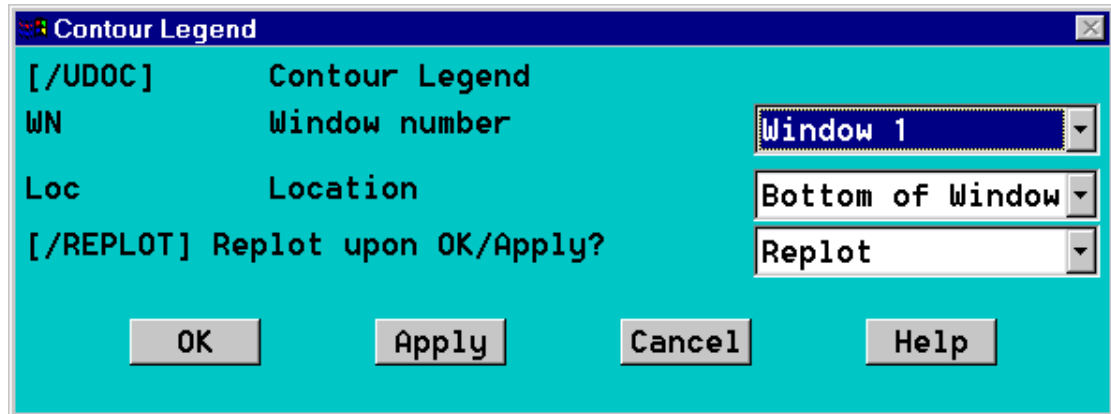 Contour Legend
[/UDOC] Contour Legend
WN Window number Window 1
Loc Location Bottom of Window
[/REPLOT] Replot upon OK/Apply? Replot
OK Apply Cancel Help